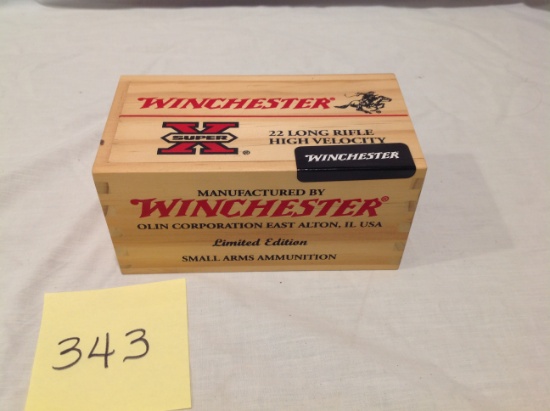 WINCHESTER®
SUPER X®
22 LONG RIFLE
HIGH VELOCITY
WINCHESTER
MANUFACTURED BY
WINCHESTER®
OLIN CORPORATION EAST ALTON, IL USA
Limited Edition
SMALL ARMS AMMUNITION
343